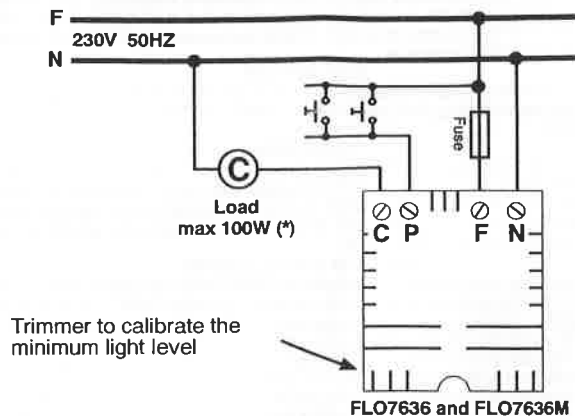 F
230V 50HZ
N
Fuse
C
Load
max 100W (*)
C P F N
Trimmer to calibrate the
minimum light level
FLO7636 and FLO7636M